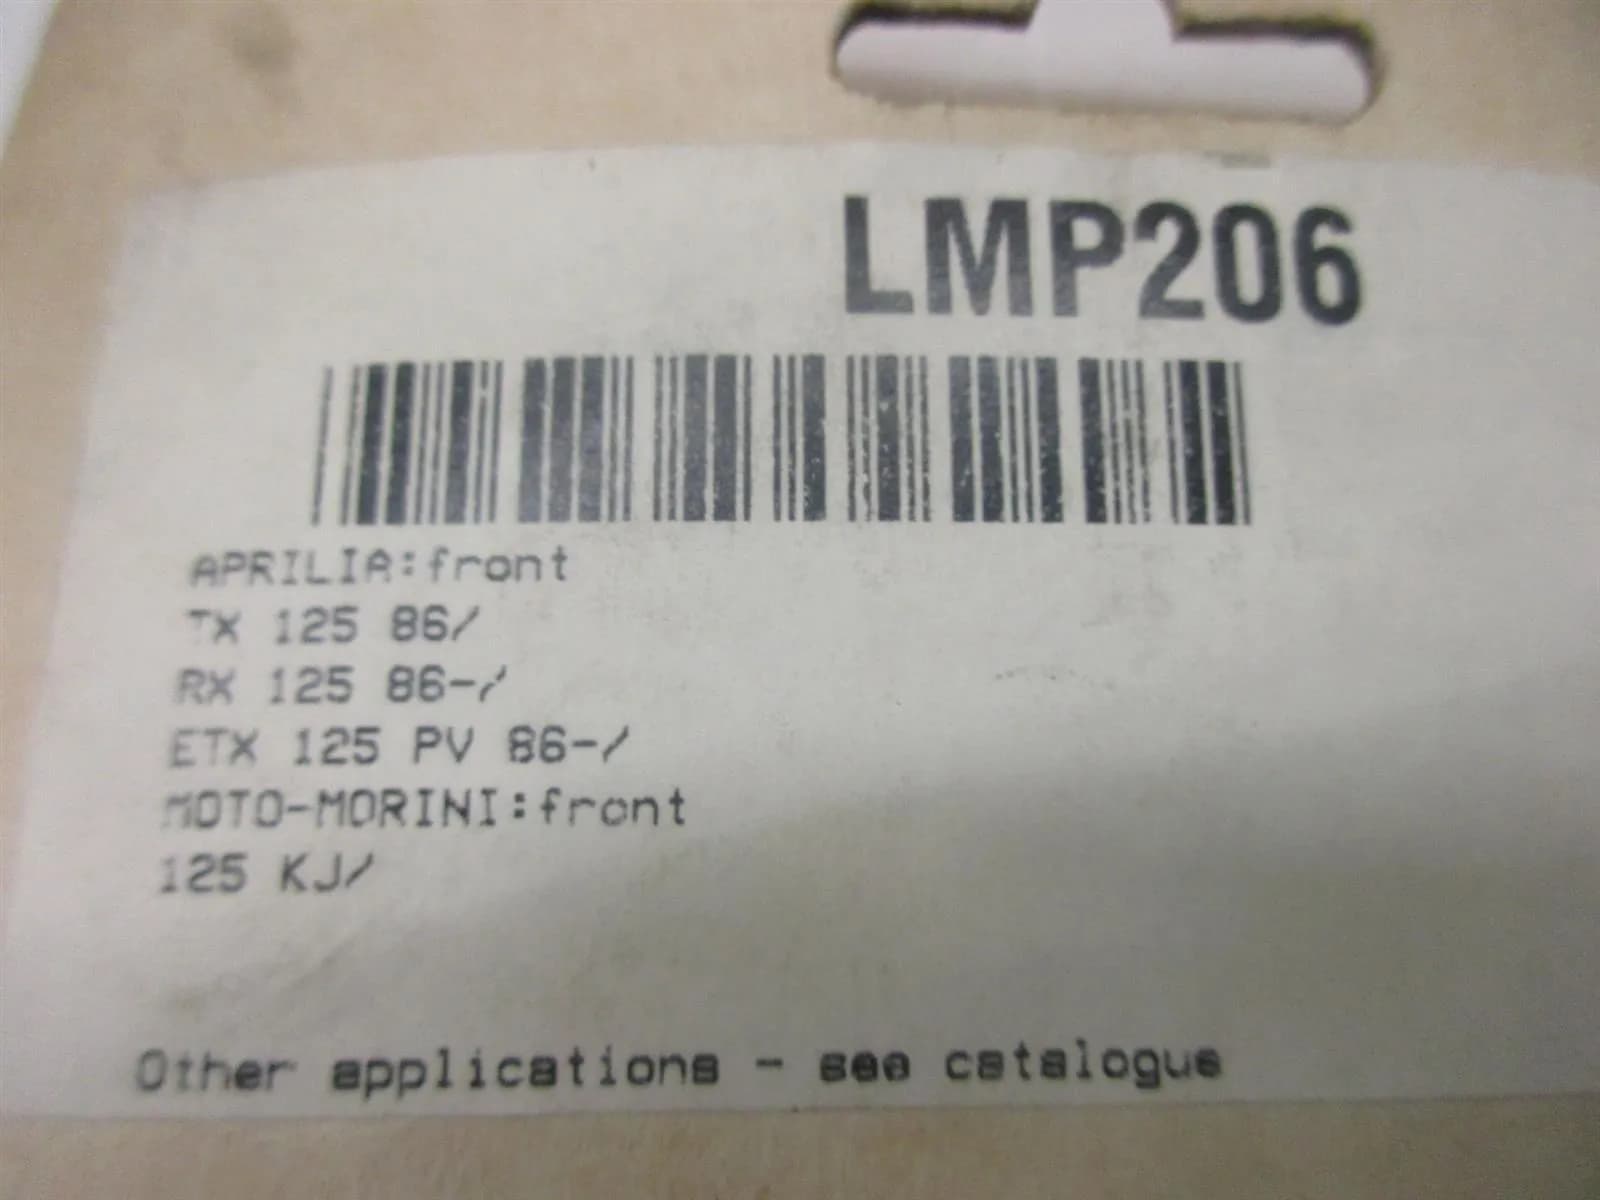 LMP206
APRILIA:front
TX 125 86/
RX 125 86-/
ETX 125 PV 86-/
MOTO-MORINI:front
125 KJ/
Other applications - see catalogue